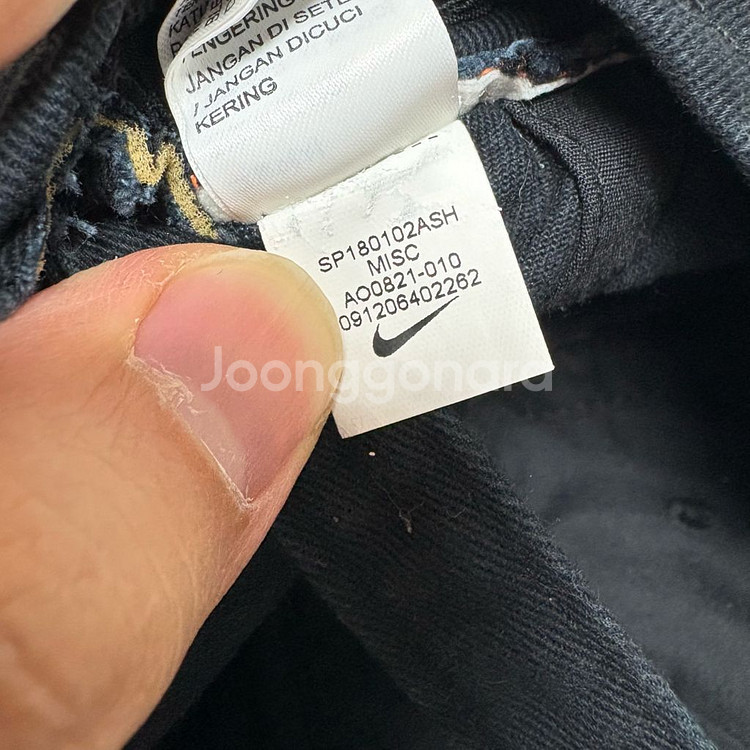 PENGERING
JANGAN DI SETE
/ JANGAN DICUCI
KERING
SP180102ASH
MISC
AO0821-010
091206402262
Joonggonara